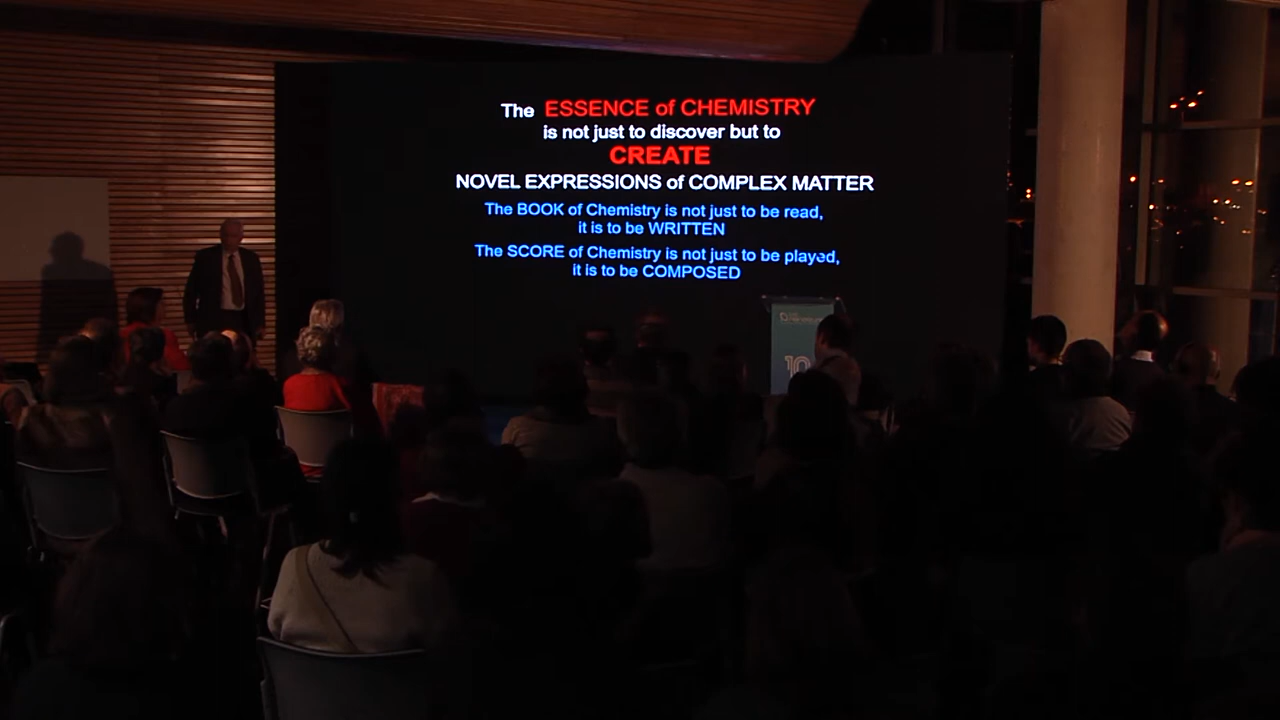 The ESSENCE of CHEMISTRY
is not just to discover but to
CREATE
NOVEL EXPRESSIONS of COMPLEX MATTER
The BOOK of Chemistry is not just to be read,
it is to be WRITTEN
The SCORE of Chemistry is not just to be played,
it is to be COMPOSED
10